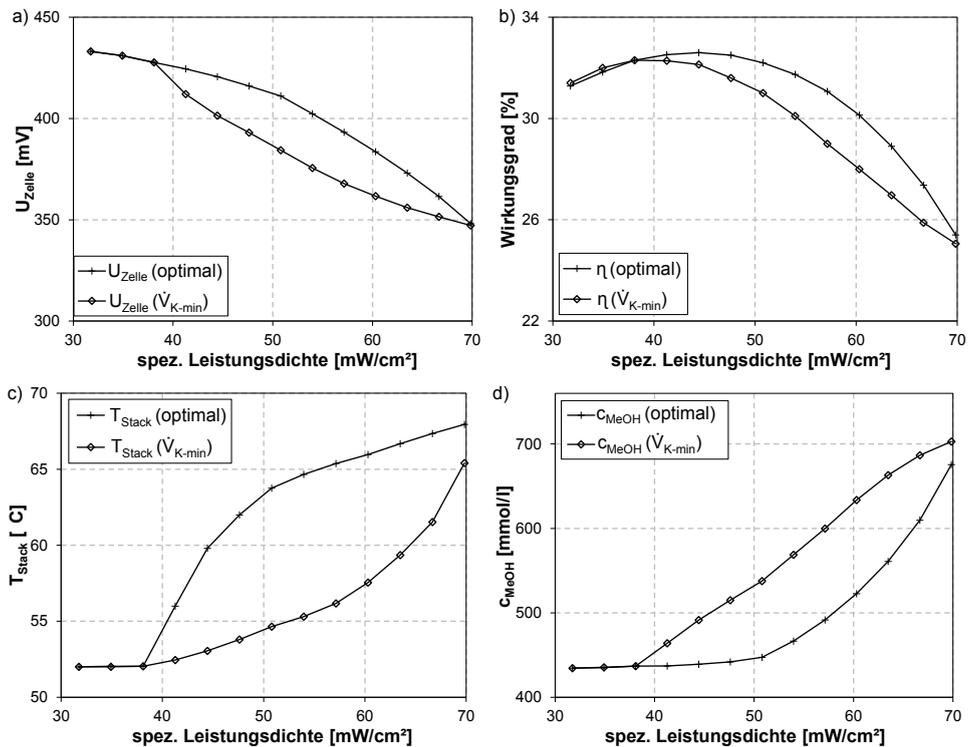 a)
450
400
350
300
U_Zelle [mV]
U_Zelle (optimal)
U_Zelle (V̇_K-min)
30 40 50 60 70
spez. Leistungsdichte [mW/cm²]
b)
34
30
26
22
Wirkungsgrad [%]
η (optimal)
η (V̇_K-min)
30 40 50 60 70
spez. Leistungsdichte [mW/cm²]
c)
70
65
60
55
50
T_Stack [ C]
T_Stack (optimal)
T_Stack (V̇_K-min)
30 40 50 60 70
spez. Leistungsdichte [mW/cm²]
d)
700
600
500
400
c_MeOH [mmol/l]
c_MeOH (optimal)
c_MeOH (V̇_K-min)
30 40 50 60 70
spez. Leistungsdichte [mW/cm²]